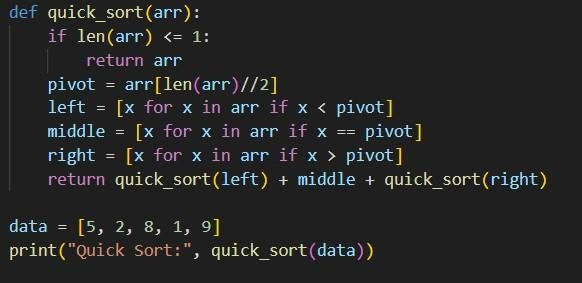 def quick_sort(arr):
    if len(arr) <= 1:
        return arr
    pivot = arr[len(arr)//2]
    left = [x for x in arr if x < pivot]
    middle = [x for x in arr if x == pivot]
    right = [x for x in arr if x > pivot]
    return quick_sort(left) + middle + quick_sort(right)

data = [5, 2, 8, 1, 9]
print("Quick Sort:", quick_sort(data))